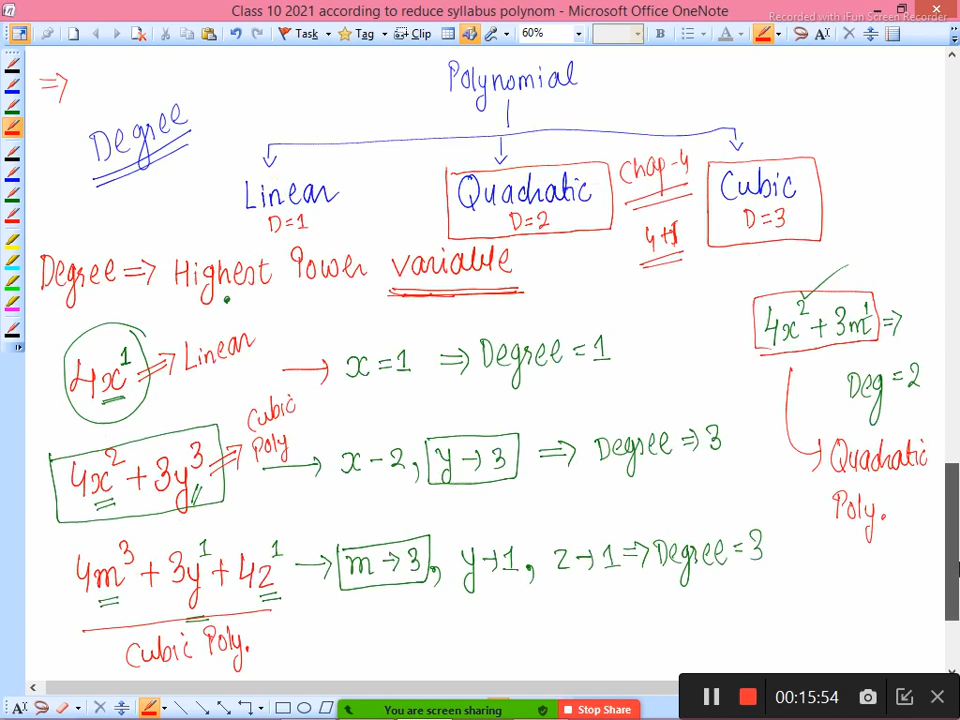 Class 10 2021 according to reduce syllabus polynom - Microsoft Office OneNote
Recorded with iFun Screen Recorder
Task
Tag
Clip
60%
B
A
=> Polynomial
Degree
Linear
D=1
Quadratic
D=2
Chap-4
Cubic
D=3
Degree => Highest Power variable
4x¹ => Linear → x = 1 => Degree = 1
4x² + 3m¹ =>
Deg = 2
Quadratic
Poly.
4x² + 3y³ => Cubic Poly → x - 2, y → 3 => Degree => 3
4m³ + 3y¹ + 4z¹ → m → 3, y → 1, z → 1 => Degree = 3
Cubic Poly.
00:15:54
You are screen sharing
Stop Share